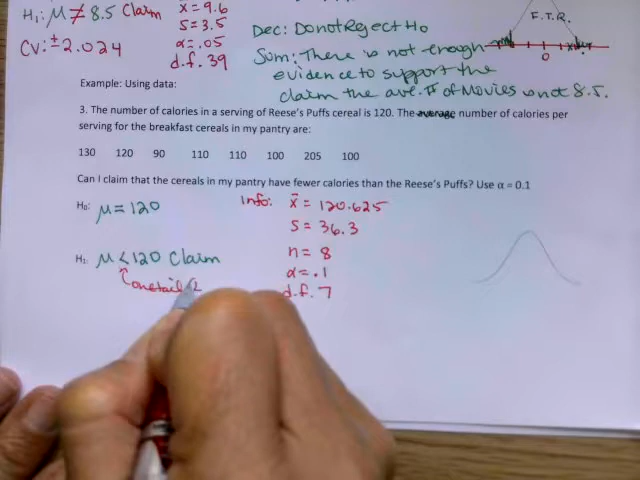 H₁: μ ≠ 8.5 Claim
CV: ± 2.024
x̄ = 9.6
s = 3.5
α = .05
d.f. 39
Dec: Do not Reject Ho
Sum: There is not enough
evidence to support the
claim the ave. # of Movies is not 8.5.
F.T.R.
0
Example: Using data:
3. The number of calories in a serving of Reese's Puffs cereal is 120. The average number of calories per
serving for the breakfast cereals in my pantry are:
130 120 90 110 110 100 205 100
Can I claim that the cereals in my pantry have fewer calories than the Reese's Puffs? Use α = 0.1
H₀: μ = 120
H₁: μ < 120 Claim
one tail
Info: x̄ = 120.625
s = 36.3
n = 8
α = .1
d.f. 7